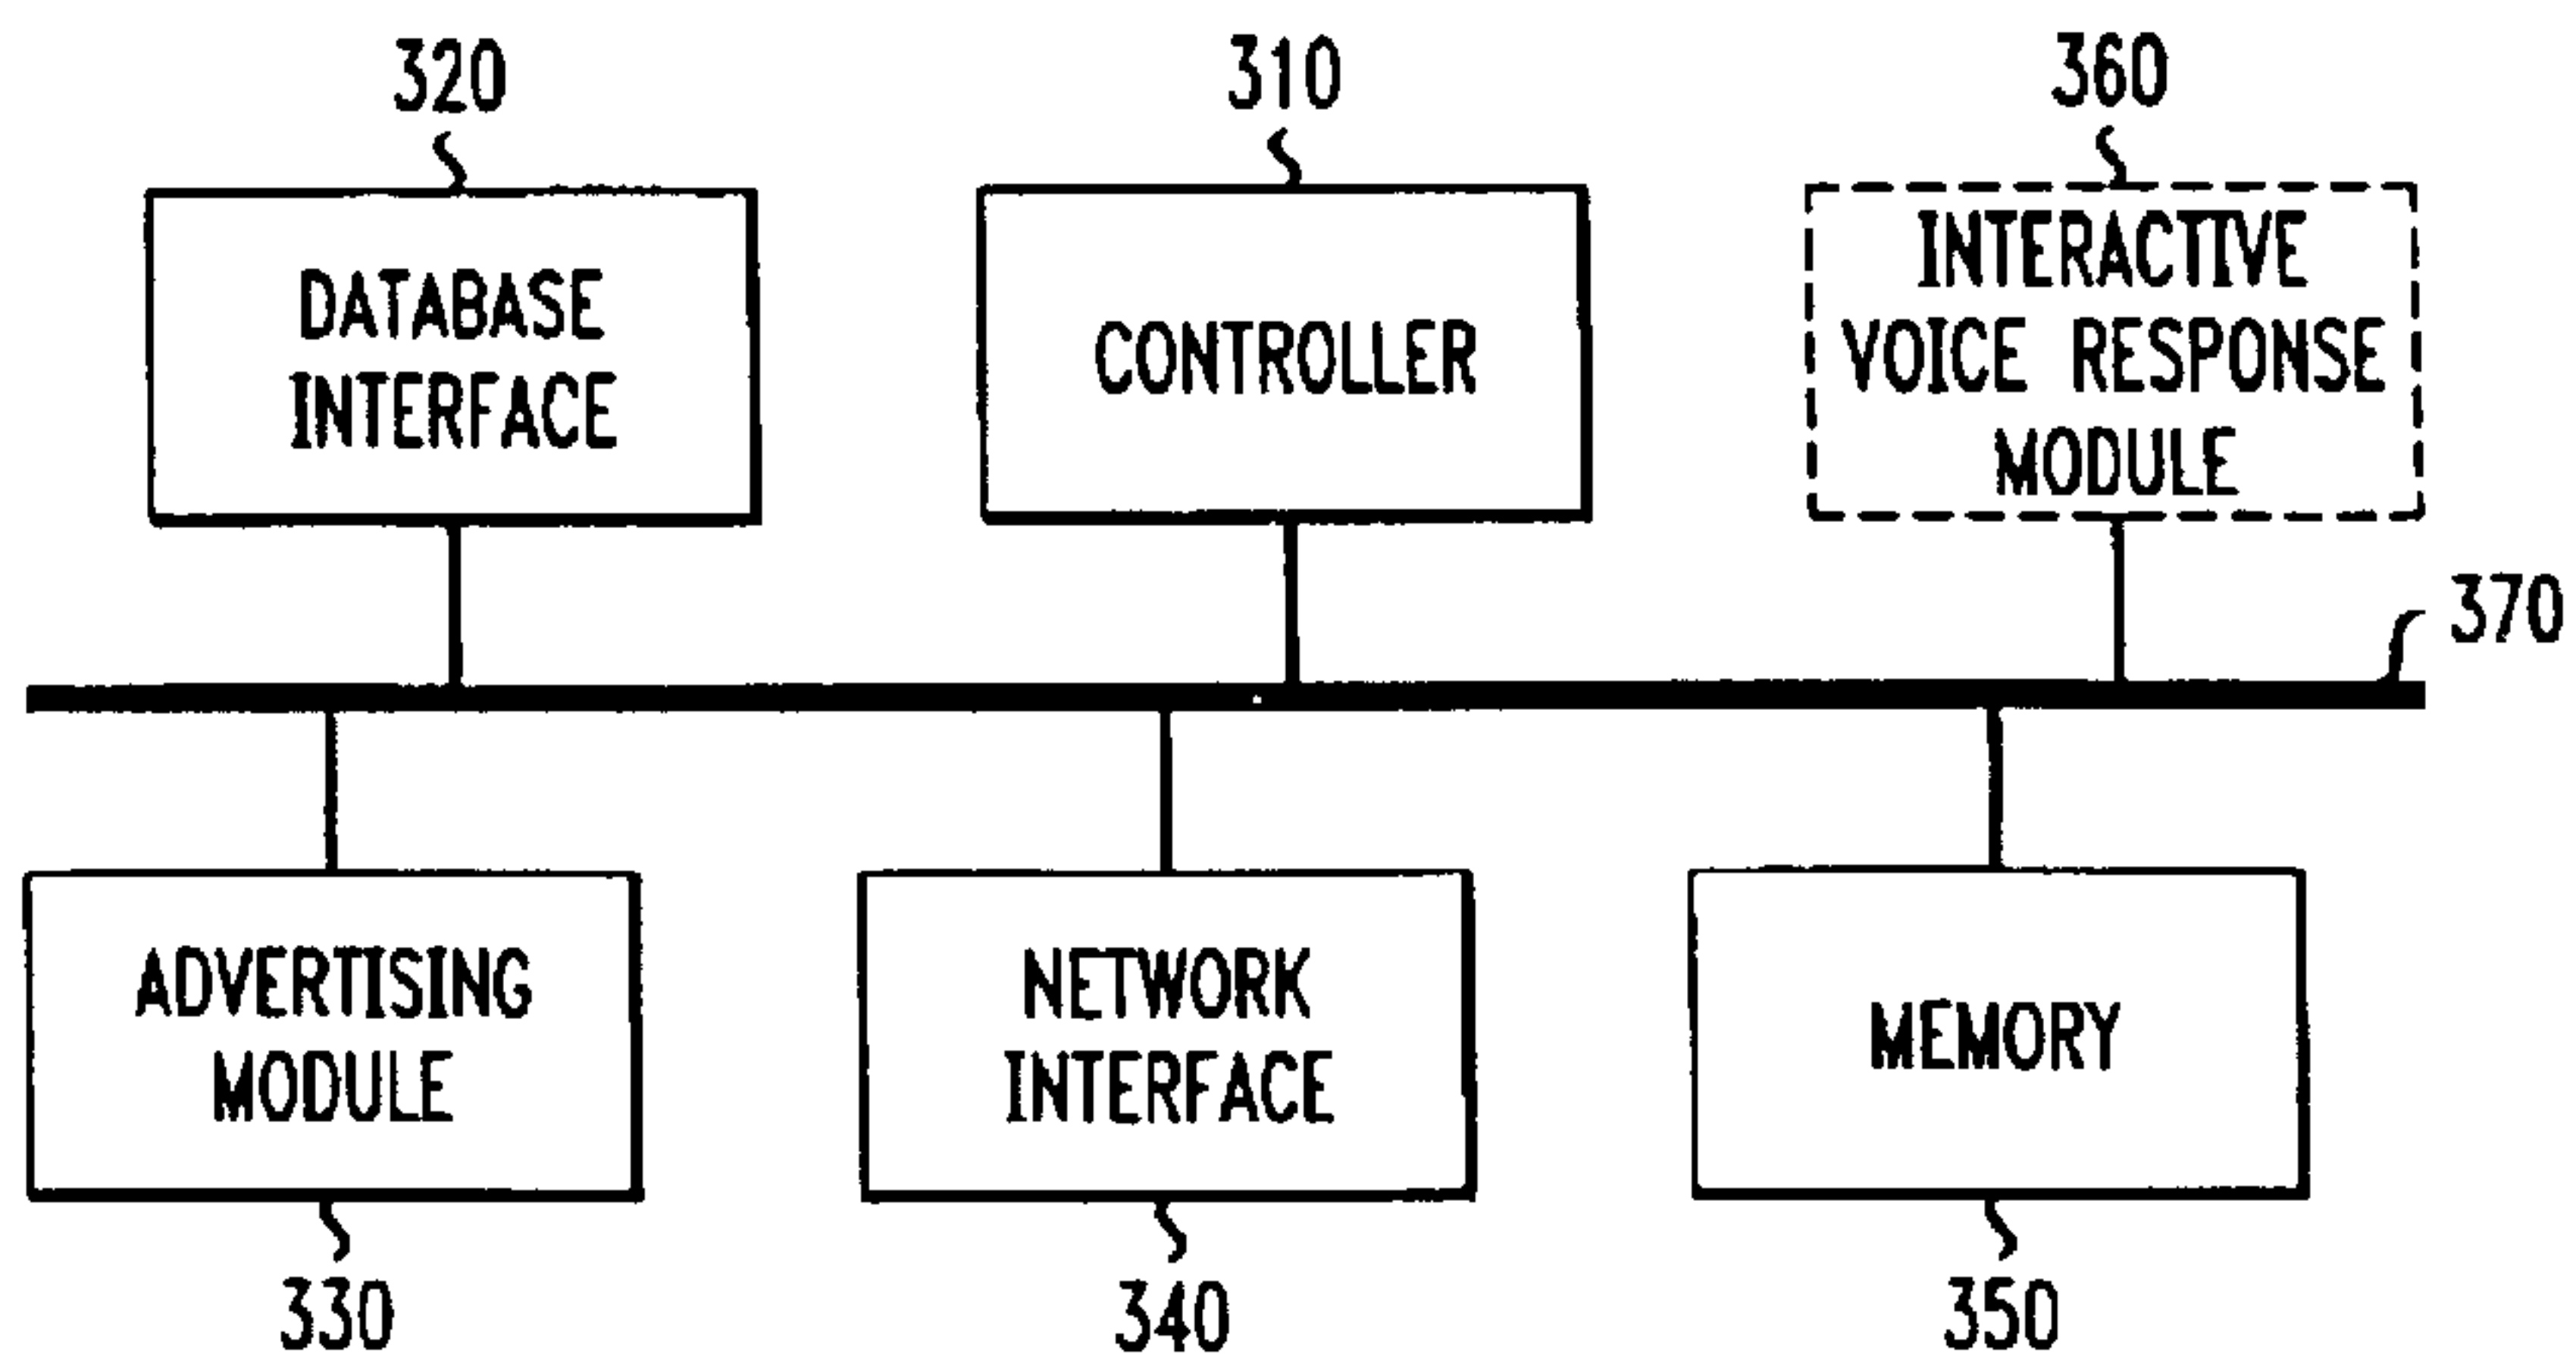 320
310
360
DATABASE
INTERFACE
CONTROLLER
INTERACTIVE
VOICE RESPONSE
MODULE
370
ADVERTISING
MODULE
NETWORK
INTERFACE
MEMORY
330
340
350